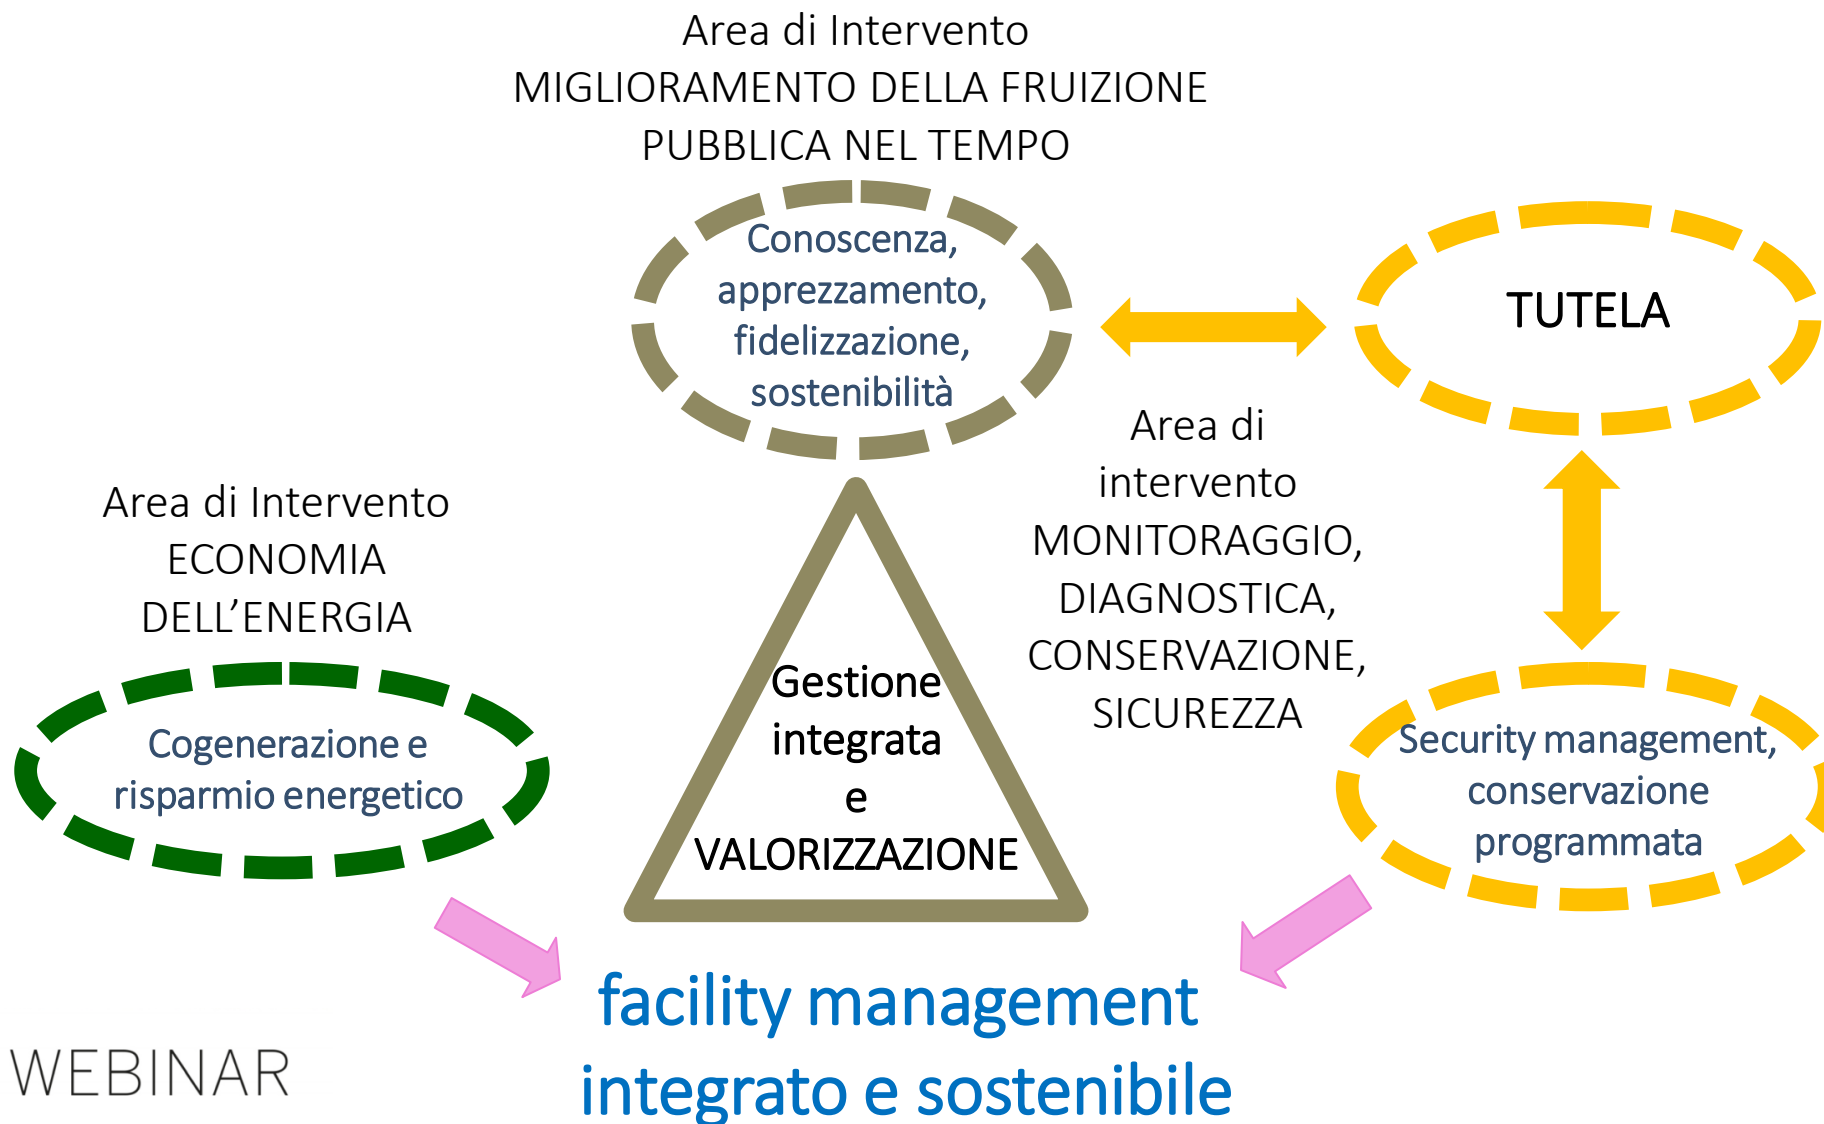 Area di Intervento
MIGLIORAMENTO DELLA FRUIZIONE
PUBBLICA NEL TEMPO
Conoscenza,
apprezzamento,
fidelizzazione,
sostenibilità
TUTELA
Area di
intervento
MONITORAGGIO,
DIAGNOSTICA,
CONSERVAZIONE,
SICUREZZA
Area di Intervento
ECONOMIA
DELL’ENERGIA
Cogenerazione e
risparmio energetico
Gestione
integrata
e
VALORIZZAZIONE
Security management,
conservazione
programmata
facility management
integrato e sostenibile
WEBINAR